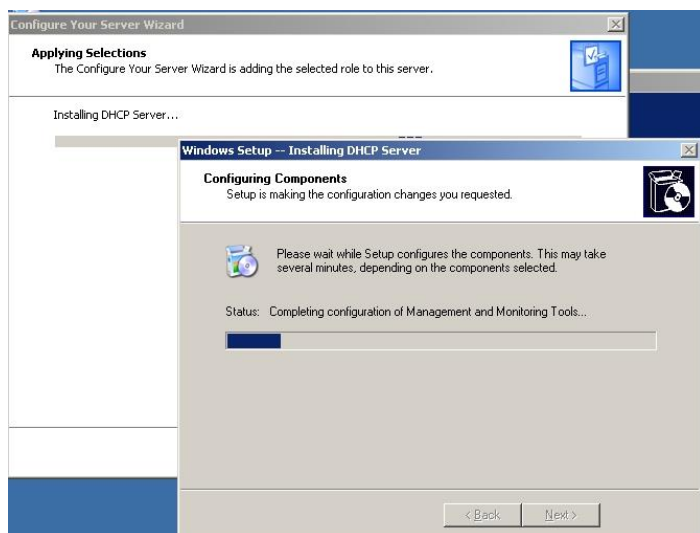 Configure Your Server Wizard
Applying Selections
The Configure Your Server Wizard is adding the selected role to this server.
Installing DHCP Server...
Windows Setup -- Installing DHCP Server
Configuring Components
Setup is making the configuration changes you requested.
Please wait while Setup configures the components. This may take
several minutes, depending on the components selected.
Status: Completing configuration of Management and Monitoring Tools...
< Back
Next >